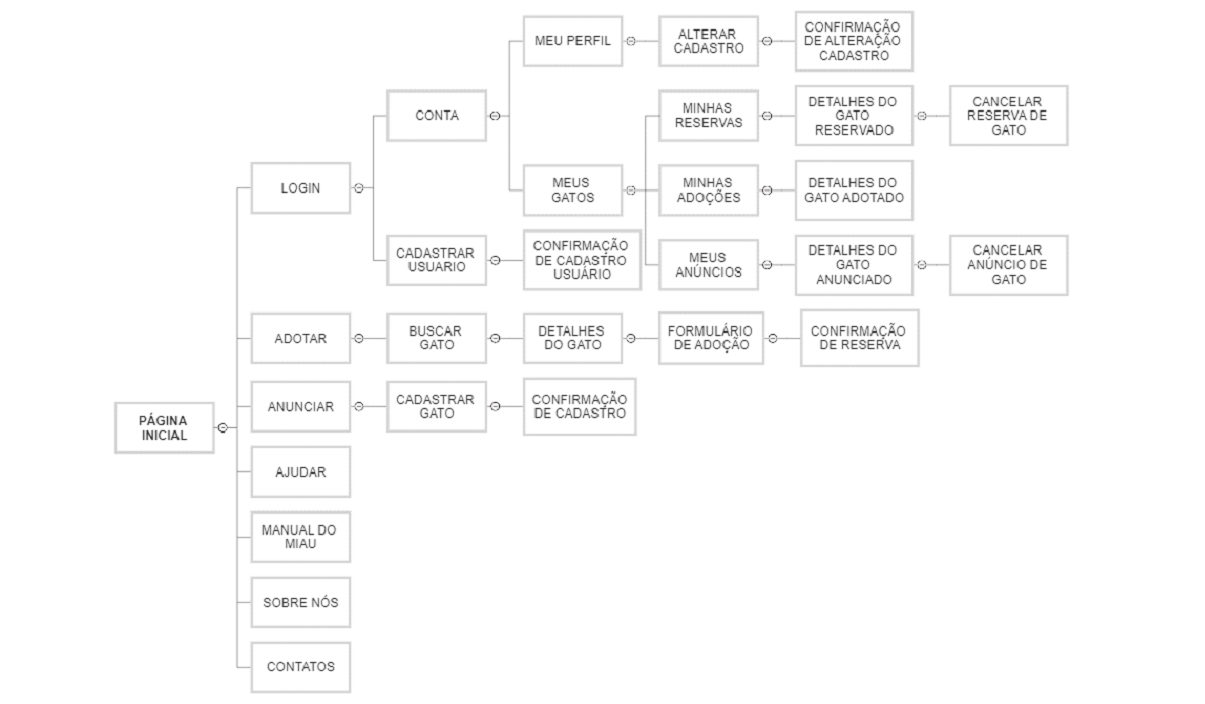 MEU PERFIL
ALTERAR
CADASTRO
CONFIRMAÇÃO
DE ALTERAÇÃO
CADASTRO
CONTA
MINHAS
RESERVAS
DETALHES DO
GATO
RESERVADO
CANCELAR
RESERVA DE
GATO
LOGIN
MEUS
GATOS
MINHAS
ADOÇÕES
DETALHES DO
GATO ADOTADO
CADASTRAR
USUARIO
CONFIRMAÇÃO
DE CADASTRO
USUÁRIO
MEUS
ANÚNCIOS
DETALHES DO
GATO
ANUNCIADO
CANCELAR
ANÚNCIO DE
GATO
ADOTAR
BUSCAR
GATO
DETALHES
DO GATO
FORMULÁRIO
DE ADOÇÃO
CONFIRMAÇÃO
DE RESERVA
ANUNCIAR
CADASTRAR
GATO
CONFIRMAÇÃO
DE CADASTRO
PÁGINA
INICIAL
AJUDAR
MANUAL DO
MIAU
SOBRE NÓS
CONTATOS